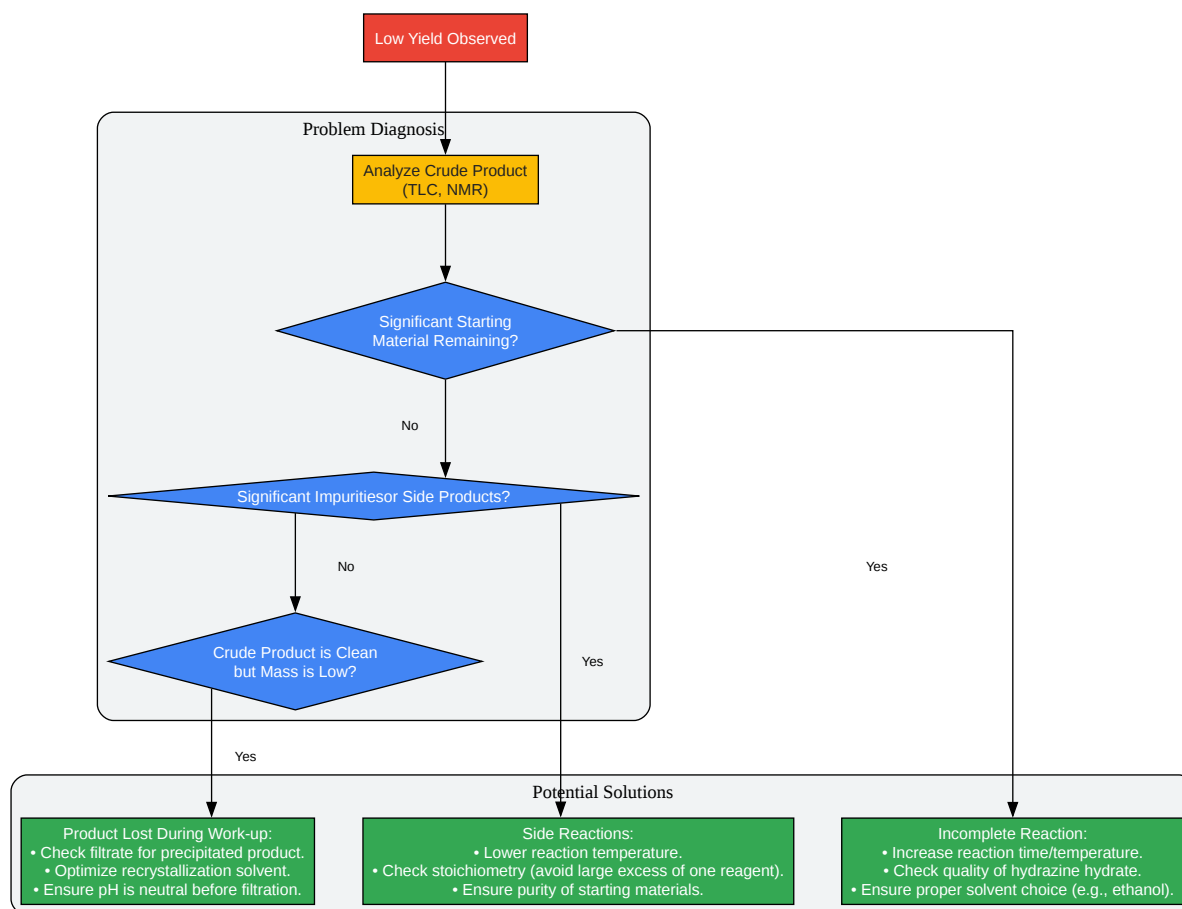 Low Yield Observed
Problem Diagnosis
Analyze Crude Product
(TLC, NMR)
Significant Starting
Material Remaining?
No
Significant Impuritiesor Side Products?
No
Yes
Crude Product is Clean
but Mass is Low?
Yes
Yes
Potential Solutions
Product Lost During Work-up:
• Check filtrate for precipitated product.
• Optimize recrystallization solvent.
• Ensure pH is neutral before filtration.
Side Reactions:
• Lower reaction temperature.
• Check stoichiometry (avoid large excess of one reagent).
• Ensure purity of starting materials.
Incomplete Reaction:
• Increase reaction time/temperature.
• Check quality of hydrazine hydrate.
• Ensure proper solvent choice (e.g., ethanol).